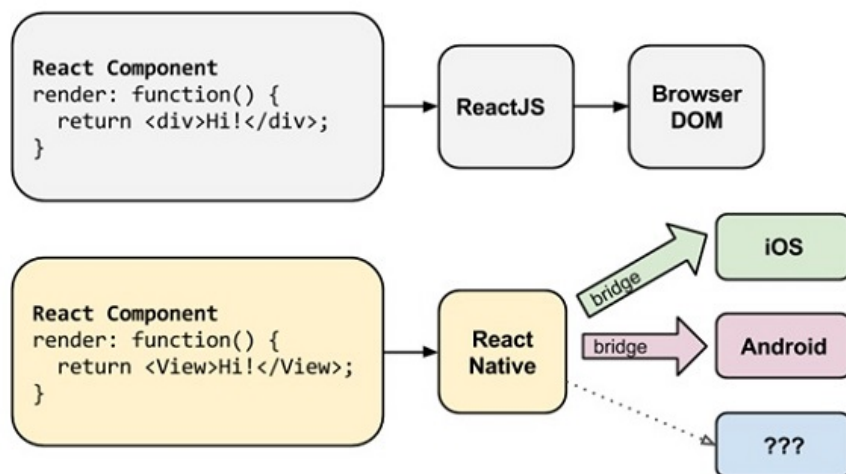 React Component
render: function() {
return <div>Hi!</div>;
}
ReactJS
Browser
DOM
React Component
render: function() {
return <View>Hi!</View>;
}
React
Native
bridge
iOS
bridge
Android
???